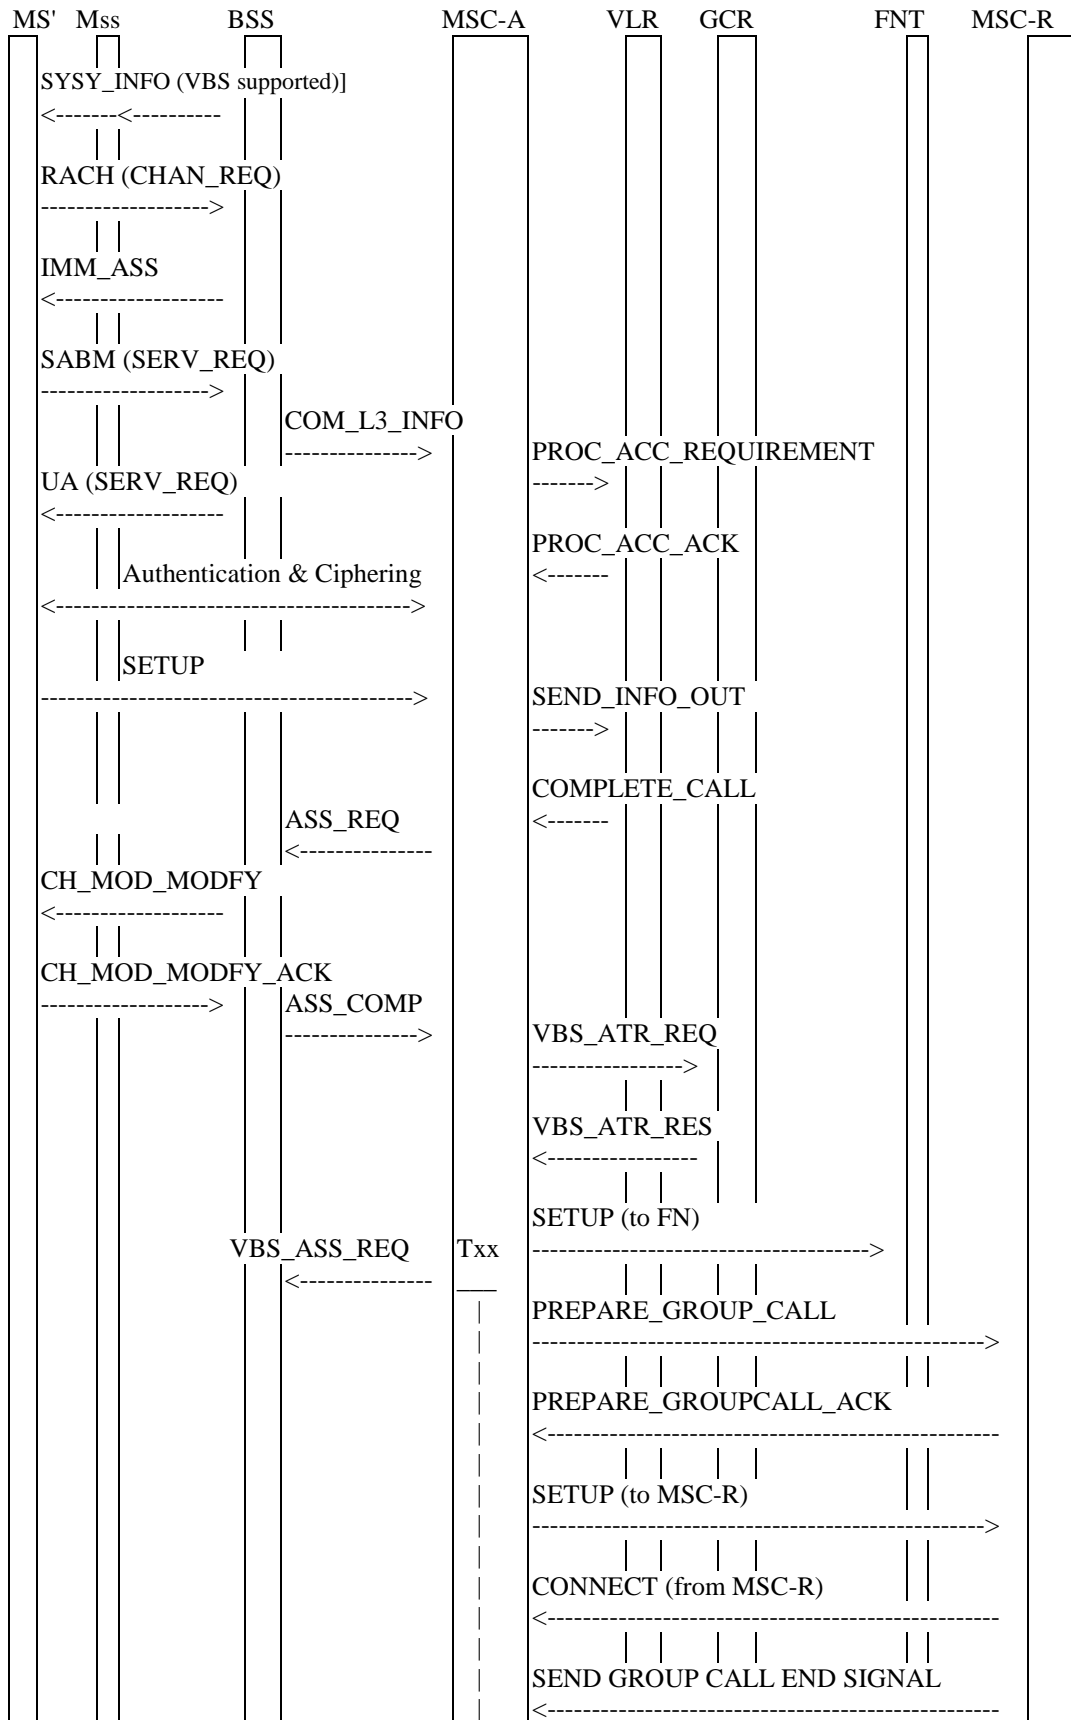 MS' Mss BSS MSC-A VLR GCR FNT MSC-R
SYSY_INFO (VBS supported)]
<-------<----------
RACH (CHAN_REQ)
------------------->
IMM_ASS
<-------------------
SABM (SERV_REQ)
------------------->
COM_L3_INFO
--------------->
PROC_ACC_REQUIREMENT
------->
UA (SERV_REQ)
<-------------------
PROC_ACC_ACK
<-------
Authentication & Ciphering
<---------------------------------------->
SETUP
------------------------------------------>
SEND_INFO_OUT
------->
COMPLETE_CALL
<-------
ASS_REQ
<---------------
CH_MOD_MODFY
<-------------------
CH_MOD_MODFY_ACK
------------------->
ASS_COMP
--------------->
VBS_ATR_REQ
----------------->
VBS_ATR_RES
<-----------------
SETUP (to FN)
-------------------------------------->
VBS_ASS_REQ Txx
<--------------- ___
PREPARE_GROUP_CALL
--------------------------------------------------->
PREPARE_GROUPCALL_ACK
<---------------------------------------------------
SETUP (to MSC-R)
--------------------------------------------------->
CONNECT (from MSC-R)
<---------------------------------------------------
SEND GROUP CALL END SIGNAL
<---------------------------------------------------